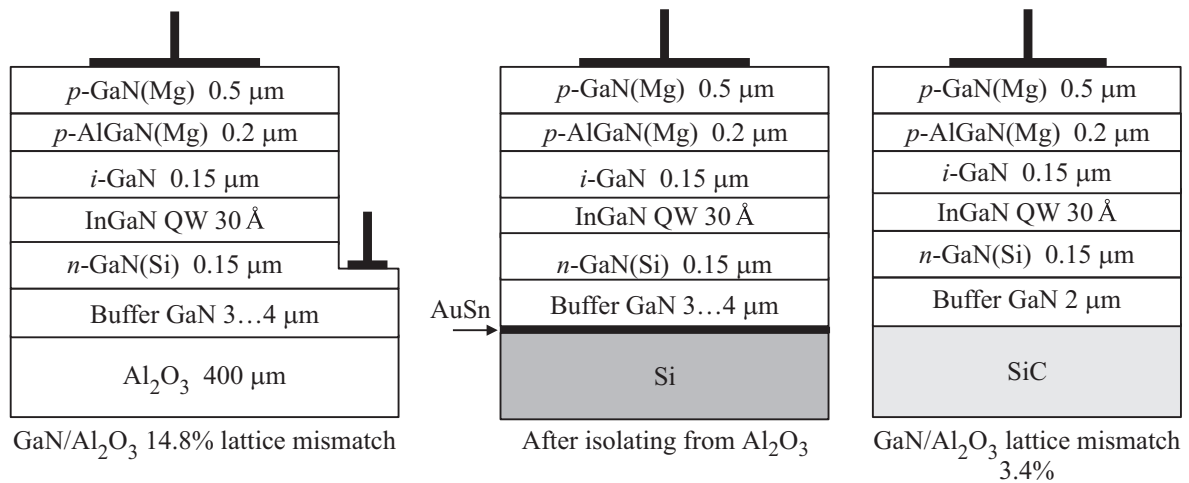 p-GaN(Mg) 0.5 μm
p-AlGaN(Mg) 0.2 μm
i-GaN 0.15 μm
InGaN QW 30 Å
n-GaN(Si) 0.15 μm
Buffer GaN 3...4 μm
Al₂O₃ 400 μm
GaN/Al₂O₃ 14.8% lattice mismatch
p-GaN(Mg) 0.5 μm
p-AlGaN(Mg) 0.2 μm
i-GaN 0.15 μm
InGaN QW 30 Å
n-GaN(Si) 0.15 μm
Buffer GaN 3...4 μm
AuSn
Si
After isolating from Al₂O₃
p-GaN(Mg) 0.5 μm
p-AlGaN(Mg) 0.2 μm
i-GaN 0.15 μm
InGaN QW 30 Å
n-GaN(Si) 0.15 μm
Buffer GaN 2 μm
SiC
GaN/Al₂O₃ lattice mismatch
3.4%